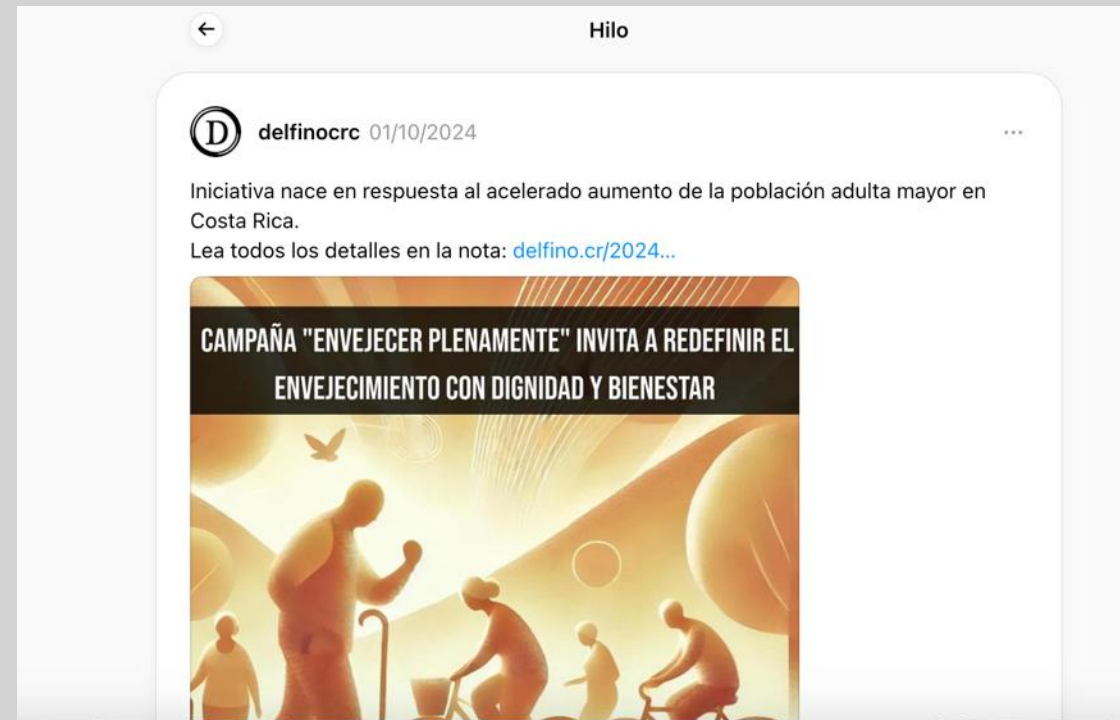 Hilo
D
delfinocrc 01/10/2024
Iniciativa nace en respuesta al acelerado aumento de la población adulta mayor en
Costa Rica.
Lea todos los detalles en la nota: delfino.cr/2024...
CAMPAÑA "ENVEJECER PLENAMENTE" INVITA A REDEFINIR EL
ENVEJECIMIENTO CON DIGNIDAD Y BIENESTAR